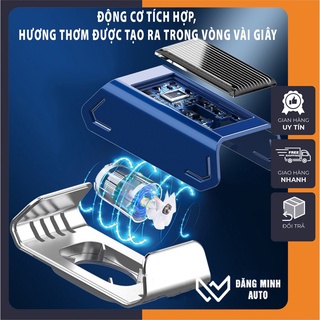 ĐỘNG CƠ TÍCH HỢP,
HƯƠNG THƠM ĐƯỢC TẠO RA TRONG VÒNG VÀI GIÂY
GIAN HÀNG
UY TÍN
FREE
GIAO HÀNG
NHANH
ĐỔI TRẢ
ĐĂNG MINH
AUTO